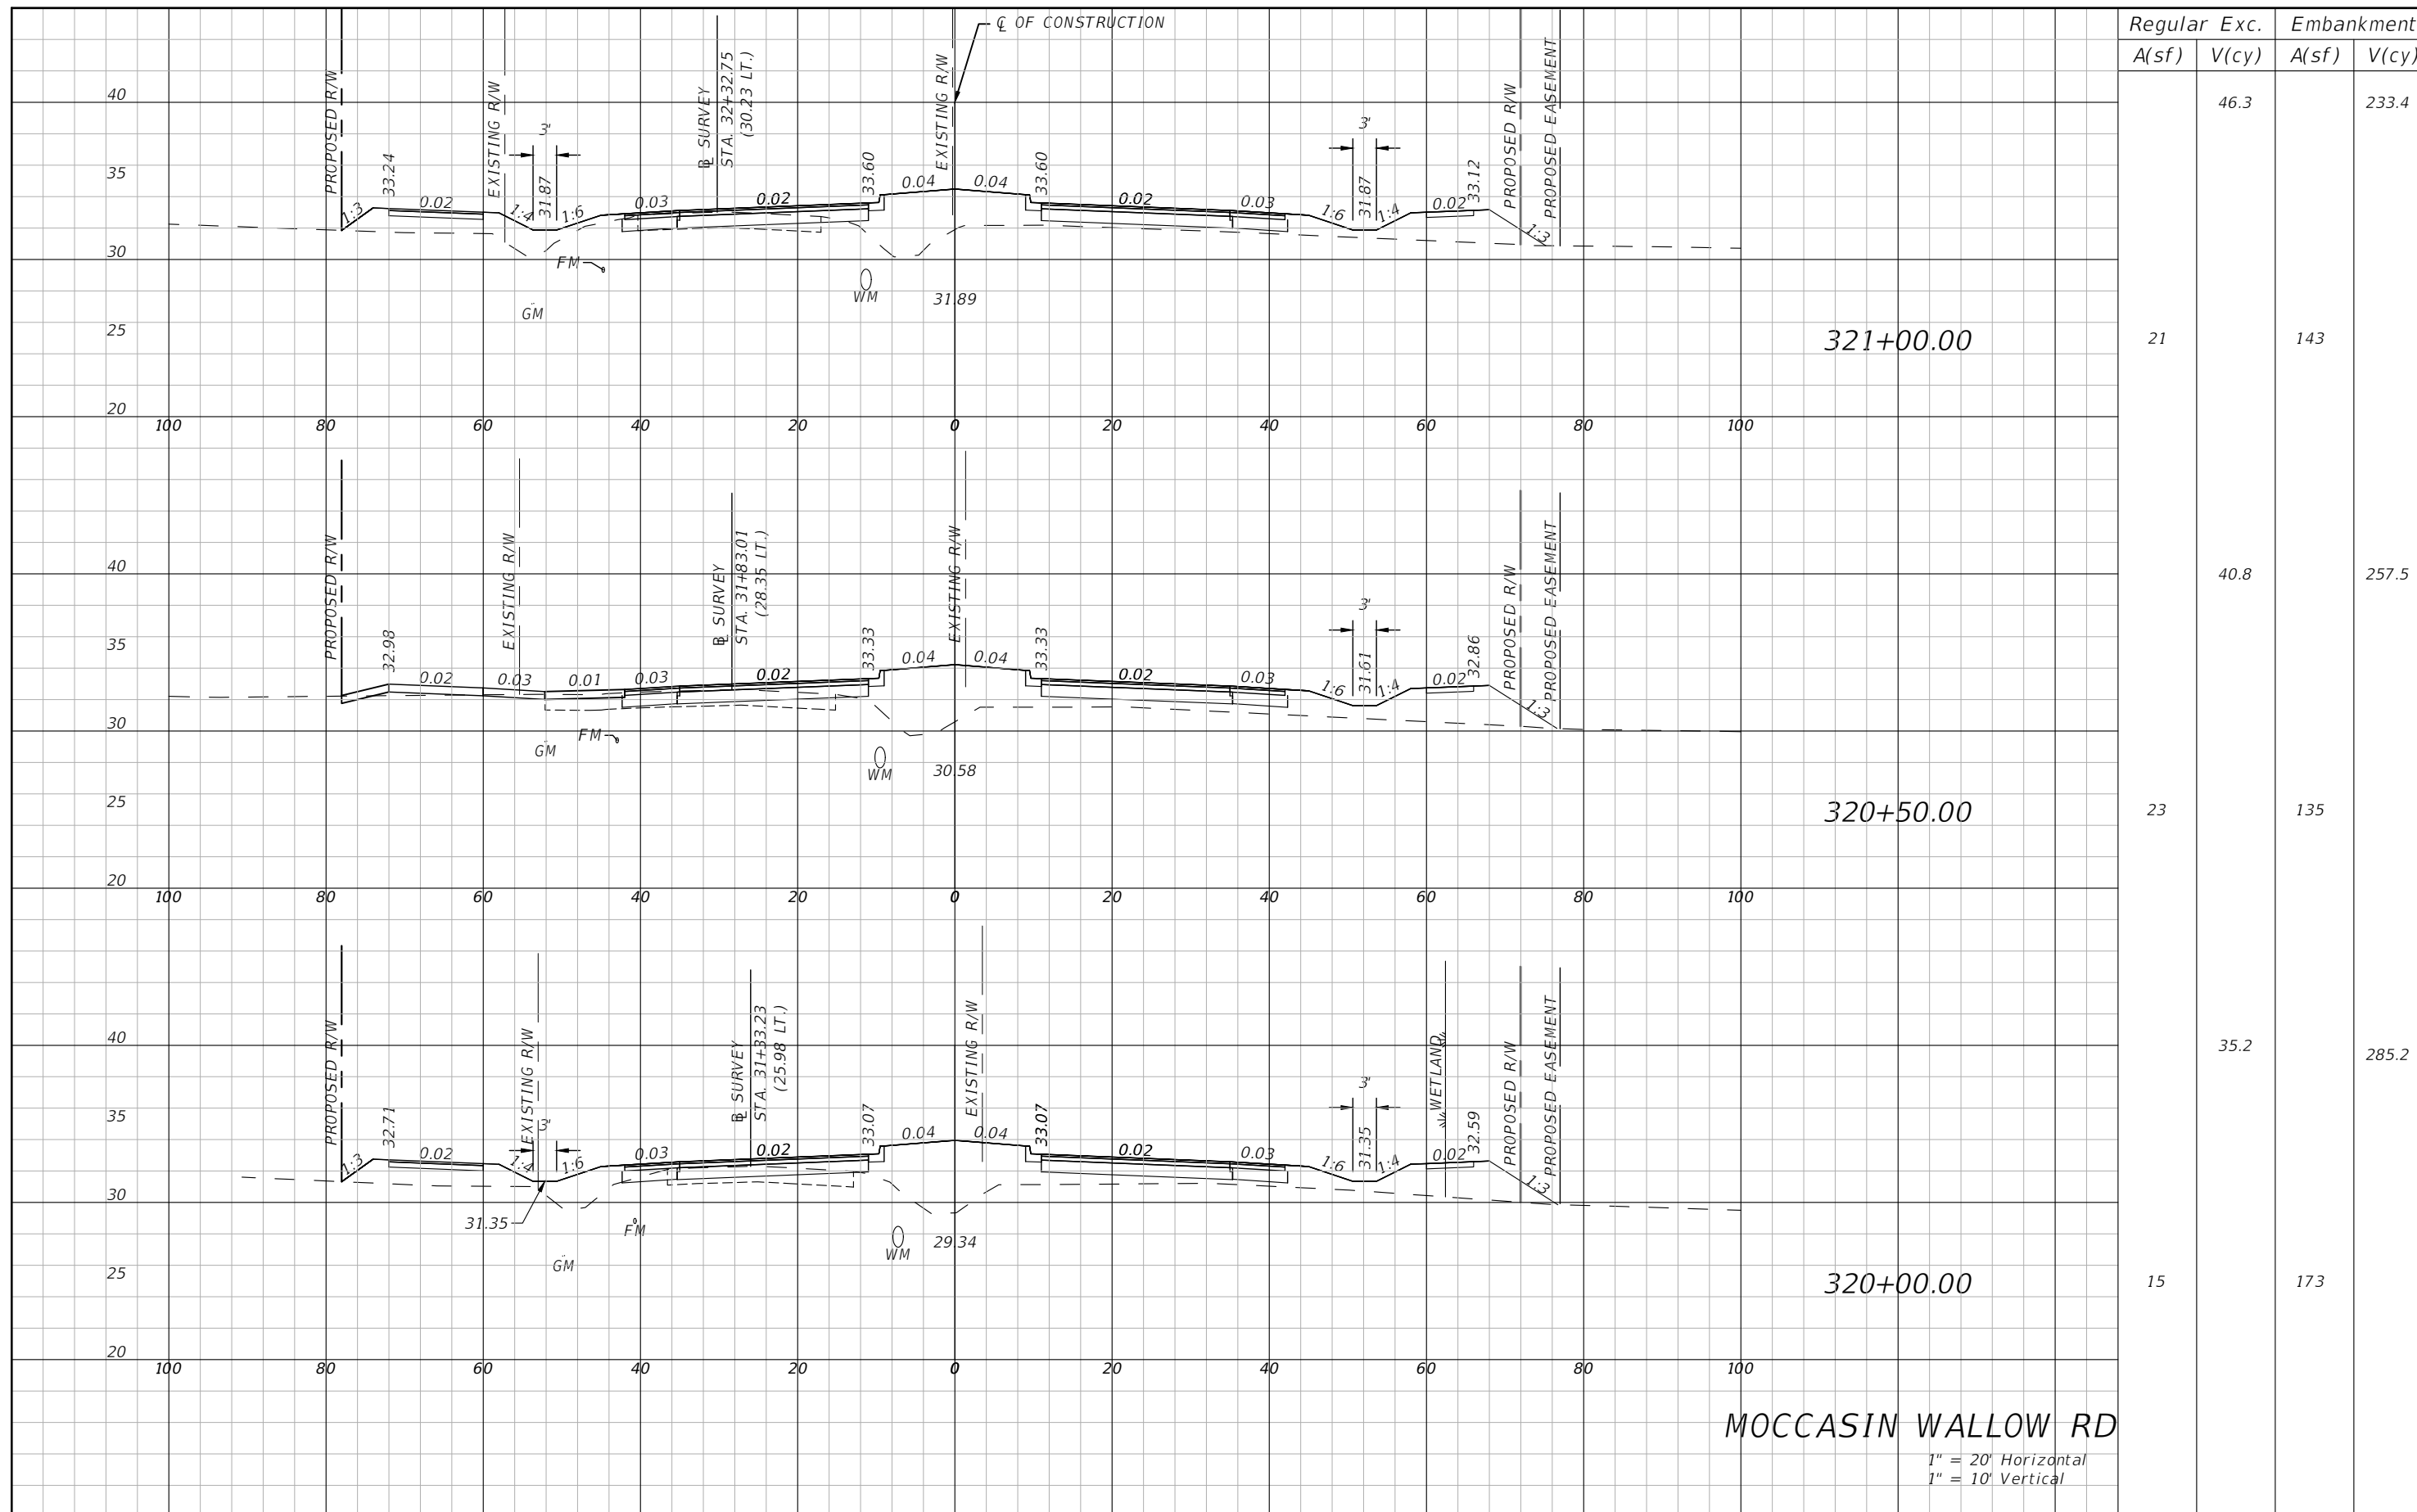 ℄ OF CONSTRUCTION
Regular Exc. Embankment
A(sf) V(cy) A(sf) V(cy)
46.3 233.4
PROPOSED R/W
33.24
EXISTING R/W
3'
31.87
℄ SURVEY
STA. 32+32.75
(30.23 LT.)
33.60
EXISTING R/W
33.60
3'
31.87
33.12
PROPOSED R/W
PROPOSED EASEMENT
40
35
30
25
20
1:3 0.02 1:4 1:6 0.03 0.02 0.04 0.04 0.02 0.03 1:6 1:4 0.02 1:3
FM
GM
WM
31.89
321+00.00
21 143
100 80 60 40 20 0 20 40 60 80 100
40.8 257.5
PROPOSED R/W
32.98
EXISTING R/W
℄ SURVEY
STA. 31+83.01
(28.35 LT.)
33.33
EXISTING R/W
33.33
3'
31.61
32.86
PROPOSED R/W
PROPOSED EASEMENT
40
35
30
25
20
0.02 0.03 0.01 0.03 0.02 0.04 0.04 0.02 0.03 1:6 1:4 0.02 1:3
GM
FM
WM
30.58
320+50.00
23 135
100 80 60 40 20 0 20 40 60 80 100
35.2 285.2
PROPOSED R/W
32.71
EXISTING R/W
3'
℄ SURVEY
STA. 31+33.23
(25.98 LT.)
33.07
EXISTING R/W
33.07
3'
31.35
WETLAND
32.59
PROPOSED R/W
PROPOSED EASEMENT
40
35
30
25
20
1:3 0.02 1:4 1:6 0.03 0.02 0.04 0.04 0.02 0.03 1:6 1:4 0.02 1:3
31.35
FM
GM
WM
29.34
320+00.00
15 173
100 80 60 40 20 0 20 40 60 80 100
MOCCASIN WALLOW RD
1" = 20' Horizontal
1" = 10' Vertical